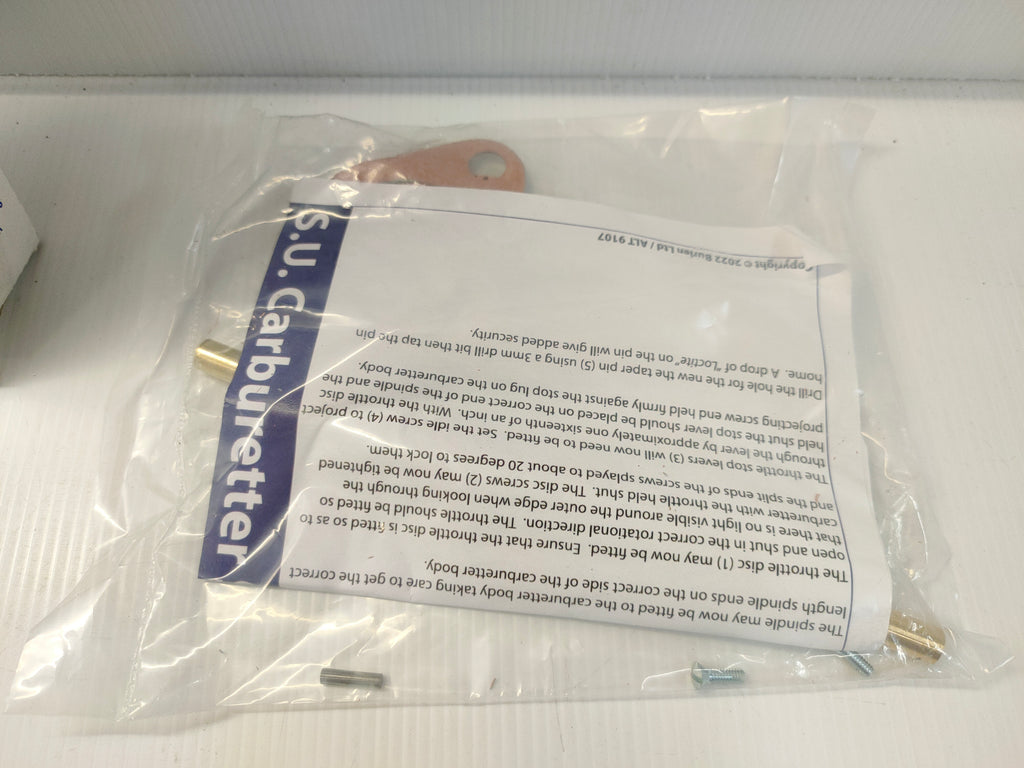 S.U. Carburetter
The spindle may now be fitted to the carburetter body taking care to get the correct
length spindle ends on the correct side of the carburetter body.
The throttle disc (1) may now be fitted. Ensure that the throttle disc is fitted so as to
open and shut in the correct rotational direction. The throttle should be fitted so
that there is no light visible around the outer edge when looking through the
carburetter with the throttle held shut. The disc screws (2) may now be tightened
and the split ends of the screws splayed to about 20 degrees to lock them.
The throttle stop levers (3) will now need to be fitted. Set the idle screw (4) to project
through the lever by approximately one sixteenth of an inch. With the throttle disc
held shut the stop lever should be placed on the correct end of the spindle and the
projecting screw end held firmly against the stop lug on the carburetter body.
Drill the hole for the new the taper pin (5) using a 3mm drill bit then tap the pin
home. A drop of "Loctite" on the pin will give added security.
Copyright © 2022 Burlen Ltd / ALT 9107